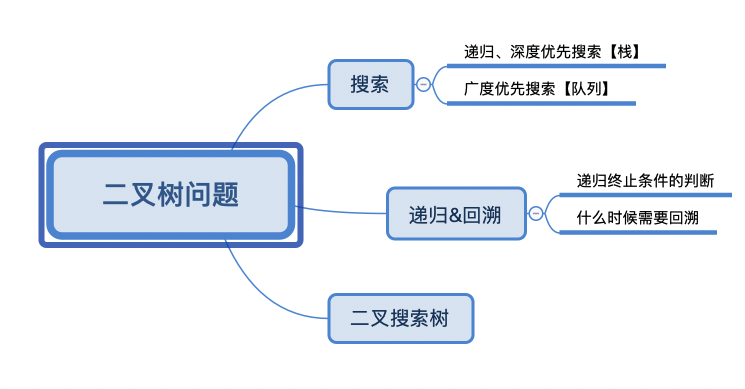 二叉树问题
搜索
递归、深度优先搜索【栈】
广度优先搜索【队列】
递归&回溯
递归终止条件的判断
什么时候需要回溯
二叉搜索树